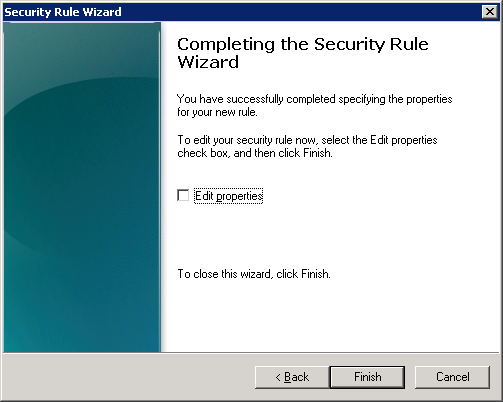 Security Rule Wizard
Completing the Security Rule
Wizard
You have successfully completed specifying the properties
for your new rule.
To edit your security rule now, select the Edit properties
check box, and then click Finish.
Edit properties
To close this wizard, click Finish.
< Back Finish Cancel